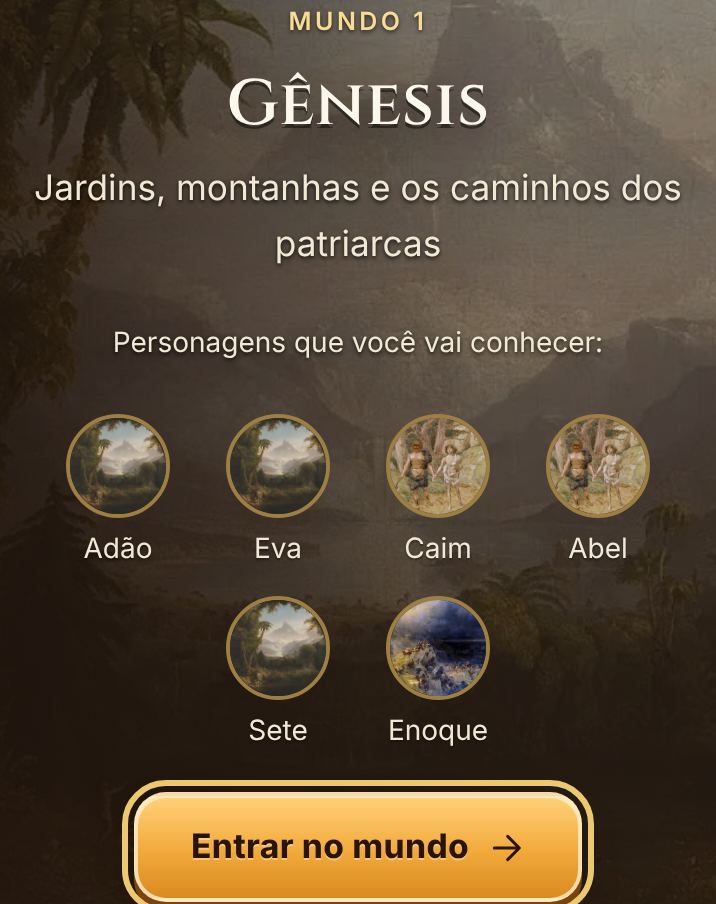 MUNDO 1
GÊNESIS
Jardins, montanhas e os caminhos dos
patriarcas
Personagens que você vai conhecer:
Adão Eva Caim Abel
Sete Enoque
Entrar no mundo →